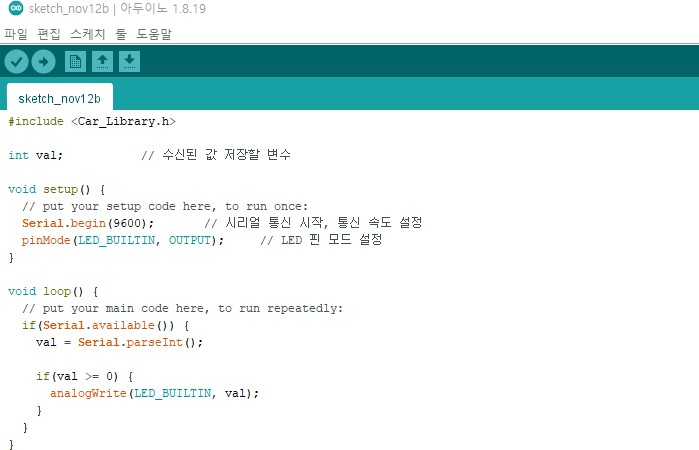 sketch_nov12b | 아두이노 1.8.19
파일 편집 스케치 툴 도움말
sketch_nov12b
#include <Car_Library.h>
int val; // 수신된 값 저장할 변수
void setup() {
// put your setup code here, to run once:
Serial.begin(9600); // 시리얼 통신 시작, 통신 속도 설정
pinMode(LED_BUILTIN, OUTPUT); // LED 핀 모드 설정
}
void loop() {
// put your main code here, to run repeatedly:
if(Serial.available()) {
val = Serial.parseInt();
if(val >= 0) {
analogWrite(LED_BUILTIN, val);
}
}
}